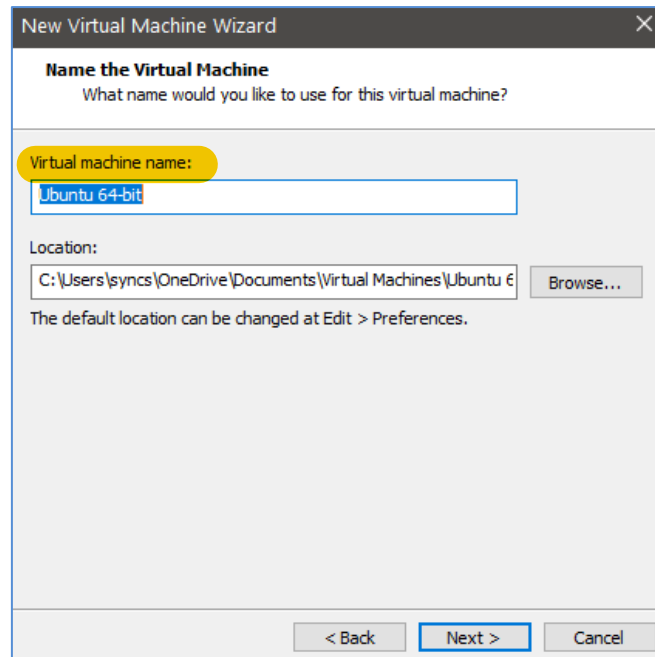 New Virtual Machine Wizard
Name the Virtual Machine
What name would you like to use for this virtual machine?
Virtual machine name:
Ubuntu 64-bit
Location:
C:\Users\syncs\OneDrive\Documents\Virtual Machines\Ubuntu 6
Browse...
The default location can be changed at Edit > Preferences.
< Back
Next >
Cancel